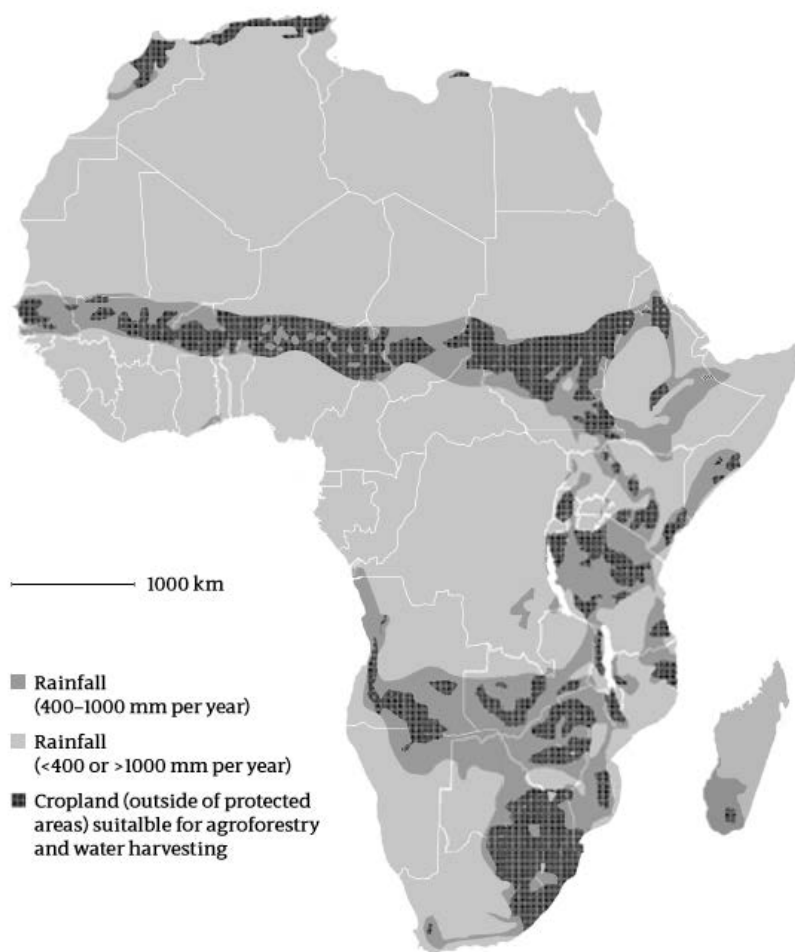 1000 km
Rainfall
(400–1000 mm per year)
Rainfall
(<400 or >1000 mm per year)
Cropland (outside of protected
areas) suitalble for agroforestry
and water harvesting